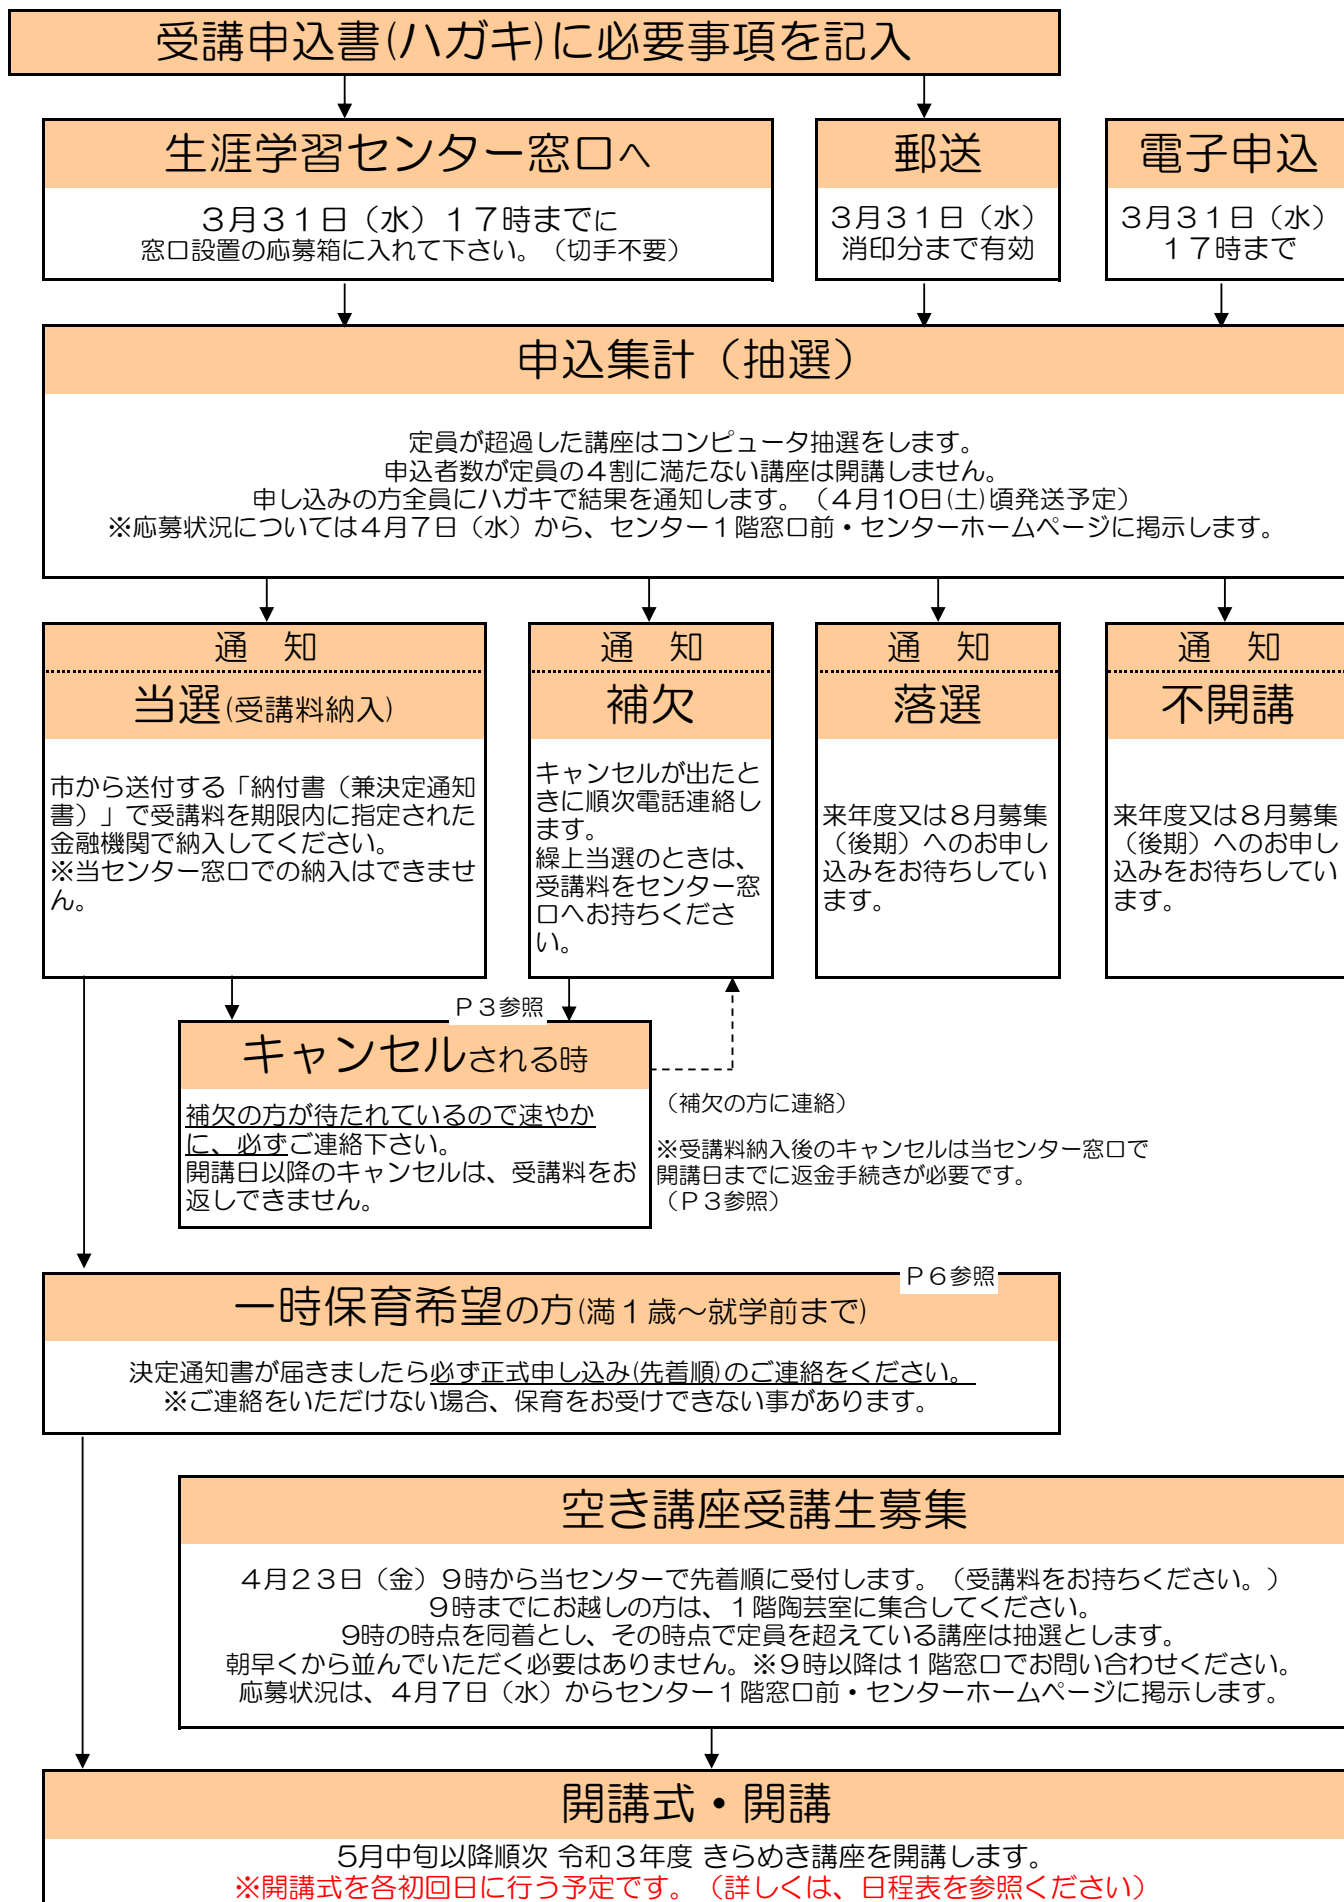 受講申込書(ハガキ)に必要事項を記入
生涯学習センター窓口へ
３月３１日（水）１７時までに
窓口設置の応募箱に入れて下さい。（切手不要）
郵送
３月３１日（水）
消印分まで有効
電子申込
３月３１日（水）
１７時まで
申込集計（抽選）
定員が超過した講座はコンピュータ抽選をします。
申込者数が定員の４割に満たない講座は開講しません。
申し込みの方全員にハガキで結果を通知します。（４月10日(土)頃発送予定）
※応募状況については４月７日（水）から、センター１階窓口前・センターホームページに掲示します。
通　知
当選(受講料納入)
市から送付する「納付書（兼決定通知
書）」で受講料を期限内に指定された
金融機関で納入してください。
※当センター窓口での納入はできませ
ん。
通　知
補欠
キャンセルが出たと
きに順次電話連絡し
ます。
繰上当選のときは、
受講料をセンター窓
口へお持ちくださ
い。
通　知
落選
来年度又は８月募集
（後期）へのお申し
込みをお待ちしてい
ます。
通　知
不開講
来年度又は８月募集
（後期）へのお申し
込みをお待ちしてい
ます。
Ｐ３参照
キャンセルされる時
補欠の方が待たれているので速やか
に、必ずご連絡下さい。
開講日以降のキャンセルは、受講料をお
返しできません。
（補欠の方に連絡）
※受講料納入後のキャンセルは当センター窓口で
開講日までに返金手続きが必要です。
（Ｐ３参照）
Ｐ６参照
一時保育希望の方(満１歳～就学前まで)
決定通知書が届きましたら必ず正式申し込み(先着順)のご連絡をください。
※ご連絡をいただけない場合、保育をお受けできない事があります。
空き講座受講生募集
４月２３日（金）９時から当センターで先着順に受付します。（受講料をお持ちください。）
９時までにお越しの方は、１階陶芸室に集合してください。
9時の時点を同着とし、その時点で定員を超えている講座は抽選とします。
朝早くから並んでいただく必要はありません。※９時以降は１階窓口でお問い合わせください。
応募状況は、４月７日（水）からセンター１階窓口前・センターホームページに掲示します。
開講式・開講
5月中旬以降順次 令和３年度 きらめき講座を開講します。
※開講式を各初回日に行う予定です。（詳しくは、日程表を参照ください）